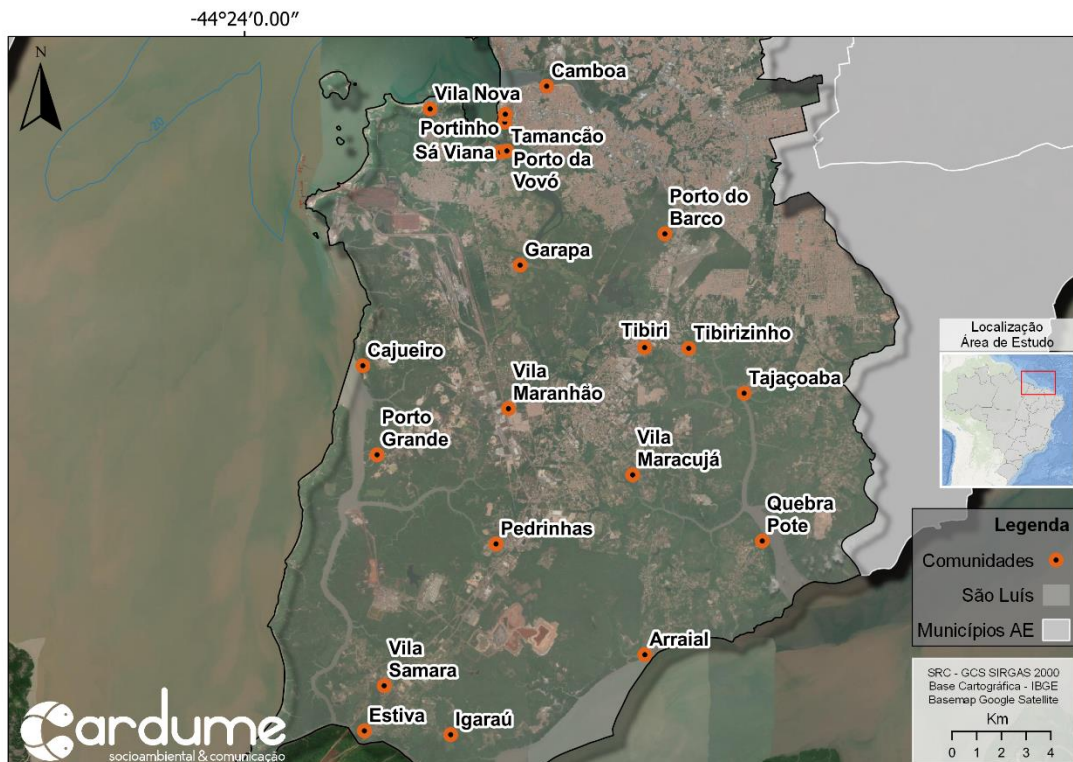 -44°24'0.00"
N
-20
Camboa
Vila Nova
Portinho
Tamancão
Sá Viana
Porto da
Vovó
Porto do
Barco
Garapa
Tibiri
Tibirizinho
Cajueiro
Vila
Maranhão
Tajaçoaba
Porto
Grande
Vila
Maracujá
Quebra
Pote
Pedrinhas
Arraial
Vila
Samara
Estiva
Igaraú
Localização
Área de Estudo
Legenda
Comunidades
São Luís
Municípios AE
SRC - GCS SIRGAS 2000
Base Cartográfica - IBGE
Basemap Google Satellite
Km
0 1 2 3 4
Cardume
socioambiental & comunicação